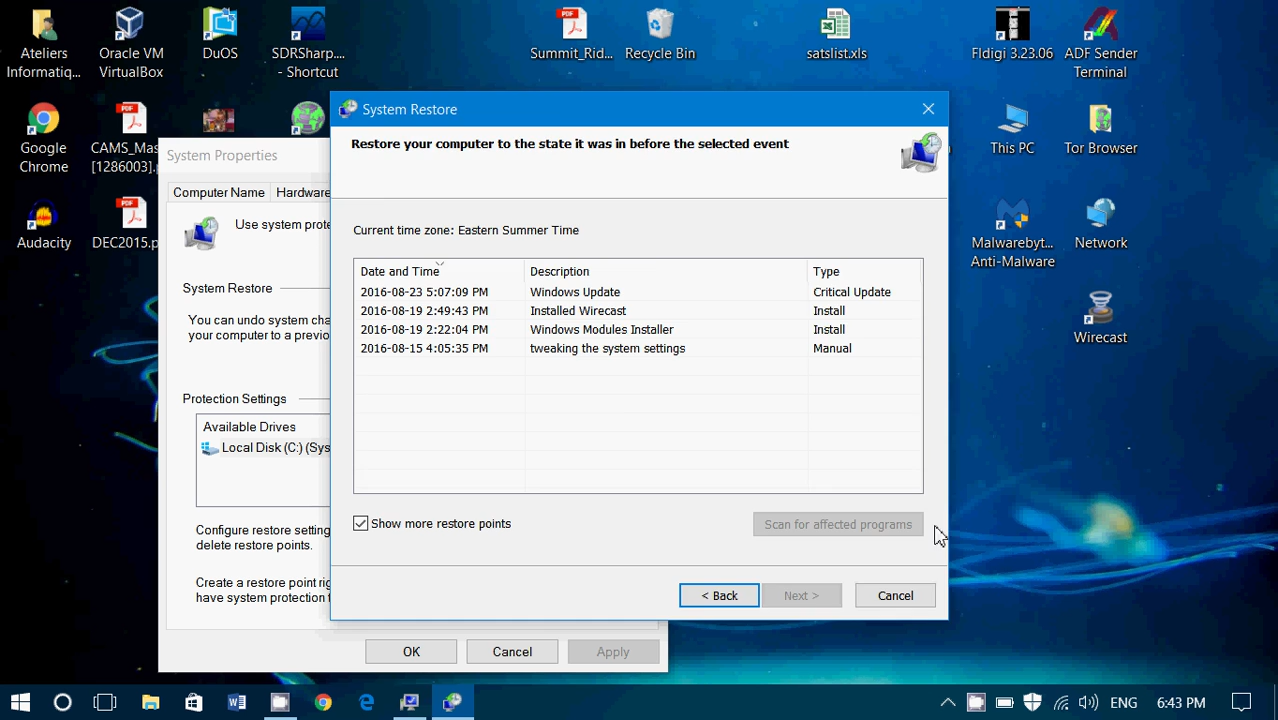 Ateliers
Informatiq...
Oracle VM
VirtualBox
DuOS
SDRSharp....
- Shortcut
Summit_Rid...
Recycle Bin
satslist.xls
Fldigi 3.23.06
ADF Sender
Terminal
Google
Chrome
CAMS_Mas
[1286003].p
This PC
Tor Browser
Audacity
DEC2015.p
Malwarebyt...
Anti-Malware
Network
Wirecast
System Properties
Computer Name
Hardware
Use system prote
System Restore
You can undo system cha
your computer to a previo
Protection Settings
Available Drives
Local Disk (C:) (Sys
Configure restore setting
delete restore points.
Create a restore point rig
have system protection t
OK
Cancel
Apply
System Restore
Restore your computer to the state it was in before the selected event
Current time zone: Eastern Summer Time
Date and Time Description Type
2016-08-23 5:07:09 PM Windows Update Critical Update
2016-08-19 2:49:43 PM Installed Wirecast Install
2016-08-19 2:22:04 PM Windows Modules Installer Install
2016-08-15 4:05:35 PM tweaking the system settings Manual
Show more restore points
Scan for affected programs
< Back
Next >
Cancel
ENG
6:43 PM